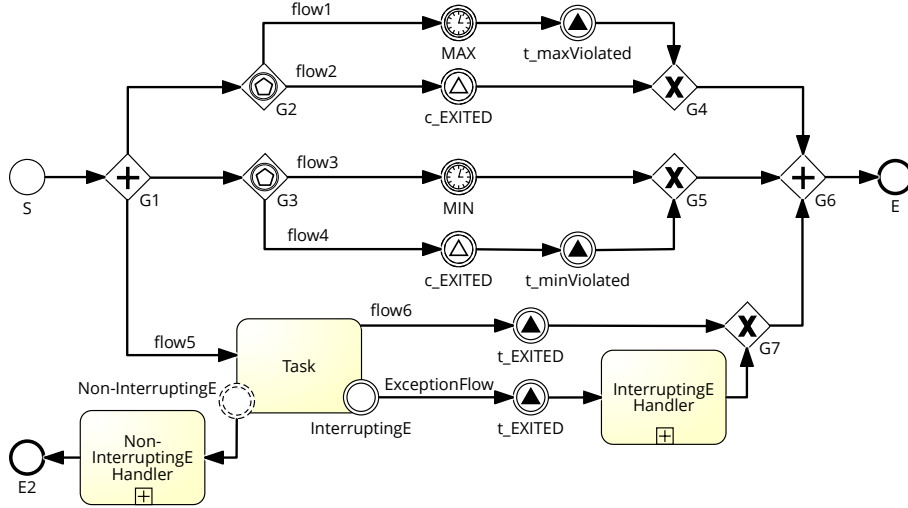 flow1
MAX
t_maxViolated
flow2
G2
c_EXITED
G4
S
G1
flow3
G3
MIN
G5
G6
E
flow4
c_EXITED
t_minViolated
flow6
t_EXITED
G7
flow5
Task
Non-InterruptingE
ExceptionFlow
InterruptingE
t_EXITED
InterruptingE
Handler
Non-
InterruptingE
Handler
E2